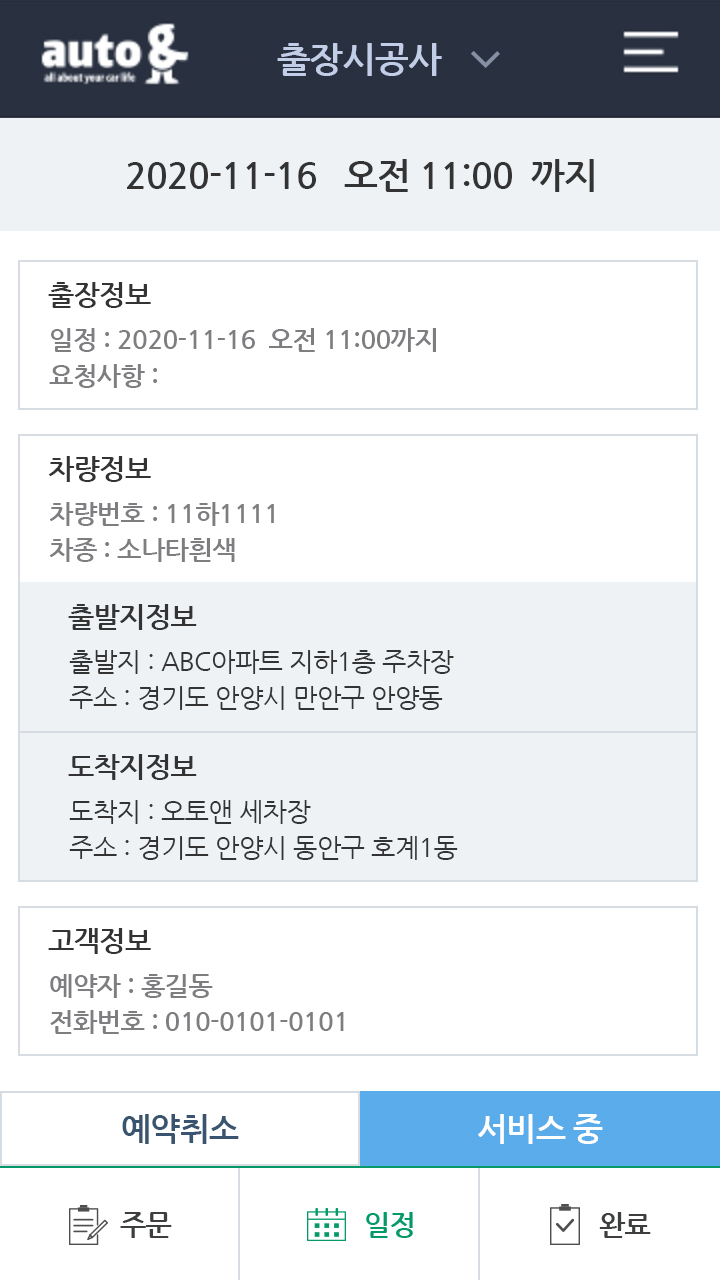 auto&
all about your car life
출장시공사
2020-11-16 오전 11:00 까지
출장정보
일정 : 2020-11-16 오전 11:00까지
요청사항 :
차량정보
차량번호 : 11하1111
차종 : 소나타흰색
출발지정보
출발지 : ABC아파트 지하1층 주차장
주소 : 경기도 안양시 만안구 안양동
도착지정보
도착지 : 오토앤 세차장
주소 : 경기도 안양시 동안구 호계1동
고객정보
예약자 : 홍길동
전화번호 : 010-0101-0101
예약취소
서비스 중
주문
일정
완료